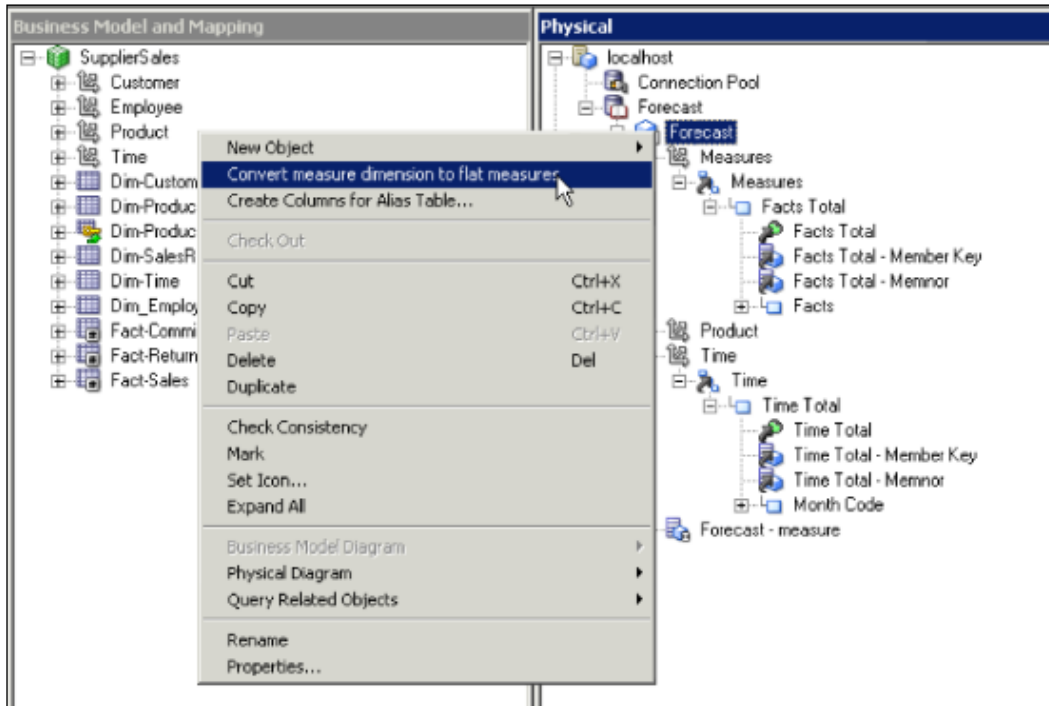 Business Model and Mapping
SupplierSales
Customer
Employee
Product
Time
Dim-Custom
Dim-Produc
Dim-Produc
Dim-SalesR
Dim-Time
Dim_Employ
Fact-Commi
Fact-Return
Fact-Sales
New Object
Convert measure dimension to flat measures
Create Columns for Alias Table...
Check Out
Cut Ctrl+X
Copy Ctrl+C
Paste Ctrl+V
Delete Del
Duplicate
Check Consistency
Mark
Set Icon...
Expand All
Business Model Diagram
Physical Diagram
Query Related Objects
Rename
Properties...
Physical
localhost
Connection Pool
Forecast
Forecast
Measures
Measures
Facts Total
Facts Total
Facts Total - Member Key
Facts Total - Memnor
Facts
Product
Time
Time
Time Total
Time Total
Time Total - Member Key
Time Total - Memnor
Month Code
Forecast - measure